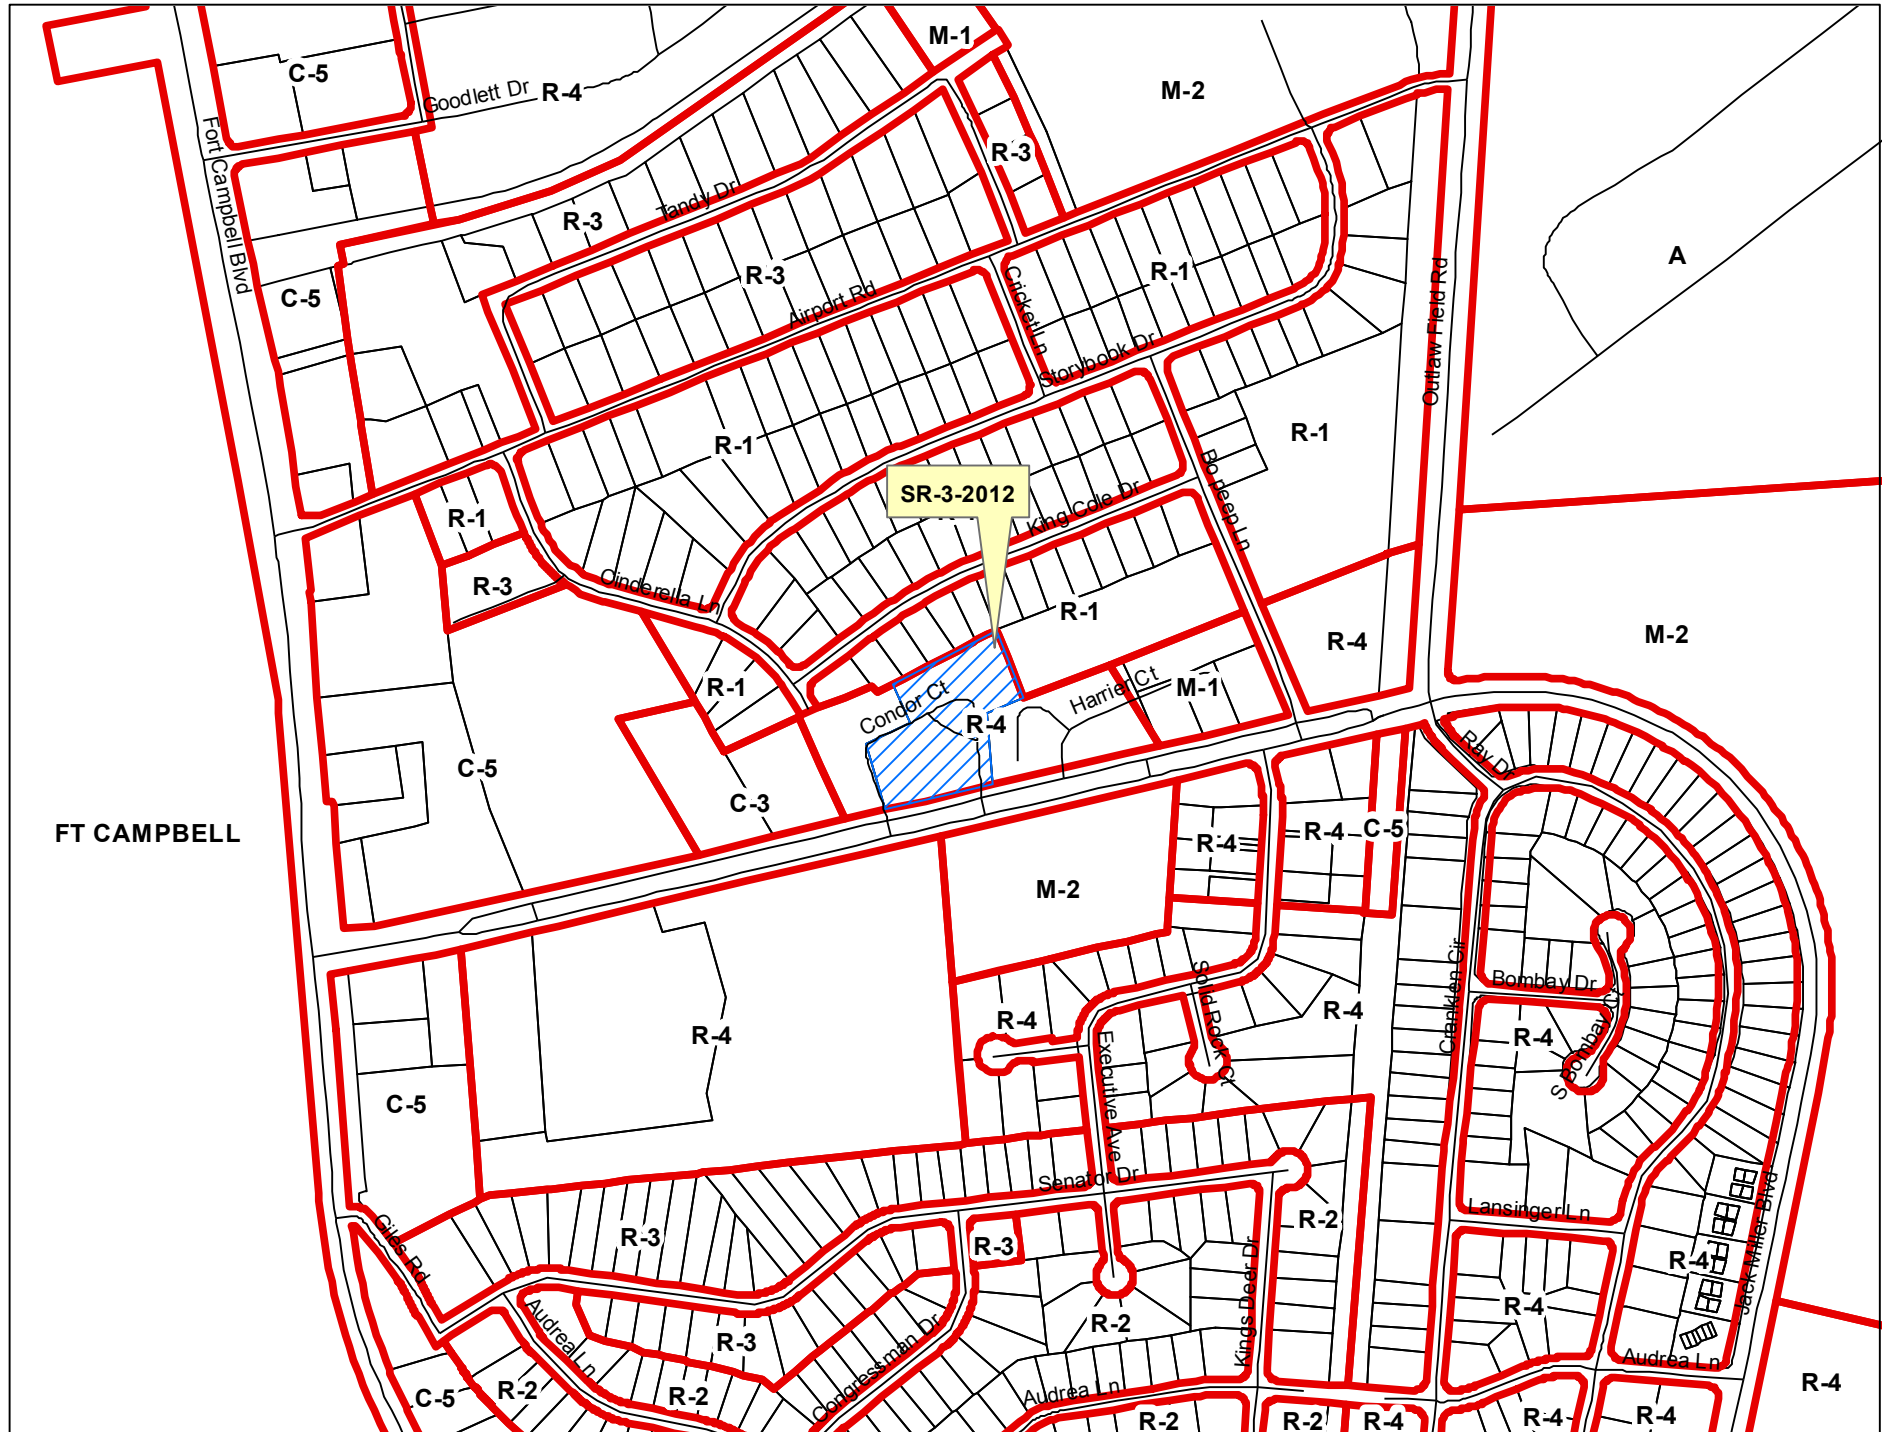 M-1
C-5
Goodlett Dr
R-4
M-2
Fort Campbell Blvd
R-3
Tandy Dr
R-3
R-3
Airport Rd
Cricket Ln
R-1
A
C-5
Outlaw Field Rd
Storybook Dr
R-1
R-1
SR-3-2012
King Cole Dr
Bo peep Ln
R-1
R-3
Cinderella Ln
R-1
R-4
M-2
R-1
Condor Ct
R-4
Harrier Ct
M-1
C-5
C-3
Ray Dr
FT CAMPBELL
R-4
R-4
C-5
M-2
Solid Rock Ct
Cranklen Cir
Bombay Dr
S Bombay Ct
R-4
R-4
R-4
R-4
Executive Ave
C-5
Senator Dr
Lansinger Ln
Jack Miller Blvd
Giles Rd
R-3
R-3
R-2
Kings Deer Dr
R-4
R-4
Audrea Ln
R-3
Congressman Dr
R-2
Audrea Ln
R-4
C-5
R-2
R-2
Audrea Ln
R-2
R-2
R-4
R-4
R-4